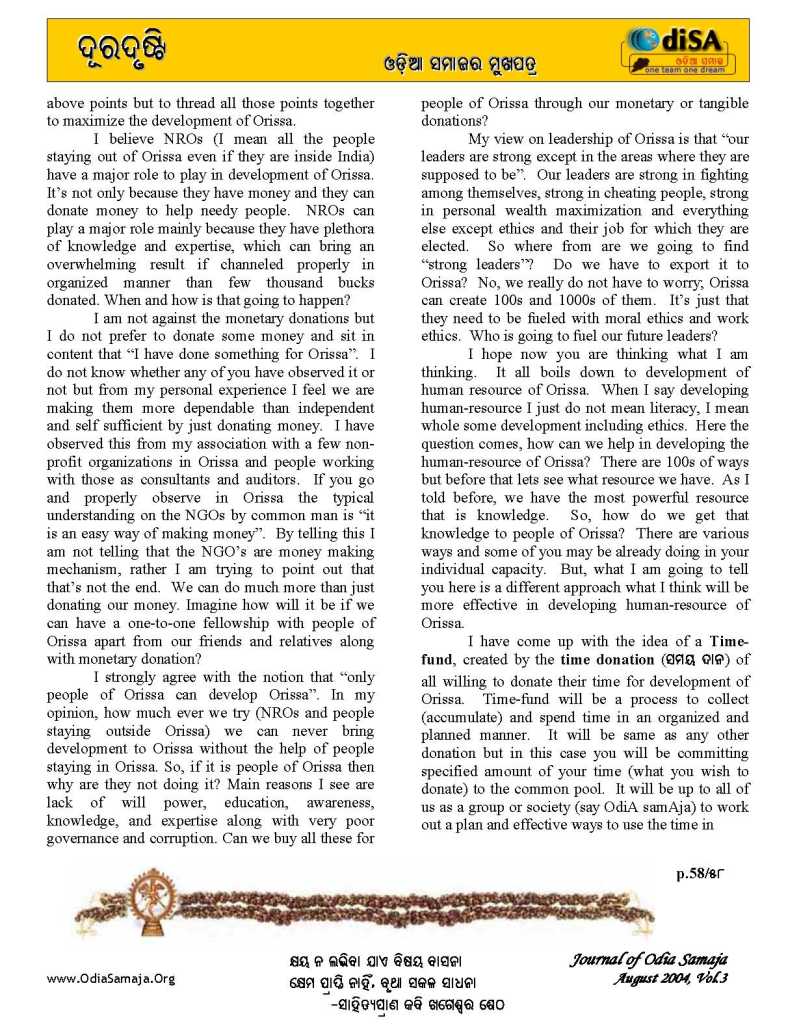 ଦୂରଦୃଷ୍ଟି
ଓଡ଼ିଆ ସମାଜର ମୁଖପତ୍ର
OdiSA
ଓଡ଼ିଆ ସମାଜ
one team one dream
above points but to thread all those points together
to maximize the development of Orissa.
I believe NROs (I mean all the people
staying out of Orissa even if they are inside India)
have a major role to play in development of Orissa.
It's not only because they have money and they can
donate money to help needy people. NROs can
play a major role mainly because they have plethora
of knowledge and expertise, which can bring an
overwhelming result if channeled properly in
organized manner than few thousand bucks
donated. When and how is that going to happen?
I am not against the monetary donations but
I do not prefer to donate some money and sit in
content that “I have done something for Orissa”. I
do not know whether any of you have observed it or
not but from my personal experience I feel we are
making them more dependable than independent
and self sufficient by just donating money. I have
observed this from my association with a few non-
profit organizations in Orissa and people working
with those as consultants and auditors. If you go
and properly observe in Orissa the typical
understanding on the NGOs by common man is “it
is an easy way of making money”. By telling this I
am not telling that the NGO's are money making
mechanism, rather I am trying to point out that
that's not the end. We can do much more than just
donating our money. Imagine how will it be if we
can have a one-to-one fellowship with people of
Orissa apart from our friends and relatives along
with monetary donation?
I strongly agree with the notion that “only
people of Orissa can develop Orissa”. In my
opinion, how much ever we try (NROs and people
staying outside Orissa) we can never bring
development to Orissa without the help of people
staying in Orissa. So, if it is people of Orissa then
why are they not doing it? Main reasons I see are
lack of will power, education, awareness,
knowledge, and expertise along with very poor
governance and corruption. Can we buy all these for
people of Orissa through our monetary or tangible
donations?
My view on leadership of Orissa is that “our
leaders are strong except in the areas where they are
supposed to be”. Our leaders are strong in fighting
among themselves, strong in cheating people, strong
in personal wealth maximization and everything
else except ethics and their job for which they are
elected. So where from are we going to find
“strong leaders”? Do we have to export it to
Orissa? No, we really do not have to worry; Orissa
can create 100s and 1000s of them. It's just that
they need to be fueled with moral ethics and work
ethics. Who is going to fuel our future leaders?
I hope now you are thinking what I am
thinking. It all boils down to development of
human resource of Orissa. When I say developing
human-resource I just do not mean literacy, I mean
whole some development including ethics. Here the
question comes, how can we help in developing the
human-resource of Orissa? There are 100s of ways
but before that lets see what resource we have. As I
told before, we have the most powerful resource
that is knowledge. So, how do we get that
knowledge to people of Orissa? There are various
ways and some of you may be already doing in your
individual capacity. But, what I am going to tell
you here is a different approach what I think will be
more effective in developing human-resource of
Orissa.
I have come up with the idea of a Time-
fund, created by the time donation (ସମୟ ଦାନ) of
all willing to donate their time for development of
Orissa. Time-fund will be a process to collect
(accumulate) and spend time in an organized and
planned manner. It will be same as any other
donation but in this case you will be committing
specified amount of your time (what you wish to
donate) to the common pool. It will be up to all of
us as a group or society (say OdiA samAja) to work
out a plan and effective ways to use the time in
p.58/୫୮
www.OdiaSamaja.Org
କ୍ଷୟ ନ ଲଭିବା ଯାଏ ବିଷୟ ବାସନା
କ୍ଷେମ ପ୍ରାପ୍ତି ନାହିଁ, ବୃଥା ସକଳ ସାଧନା
-ସାହିତ୍ୟପ୍ରାଣ କବି ଖଗେଶ୍ୱର ଷେଠ
Journal of Odia Samaja
August 2004, Vol.3